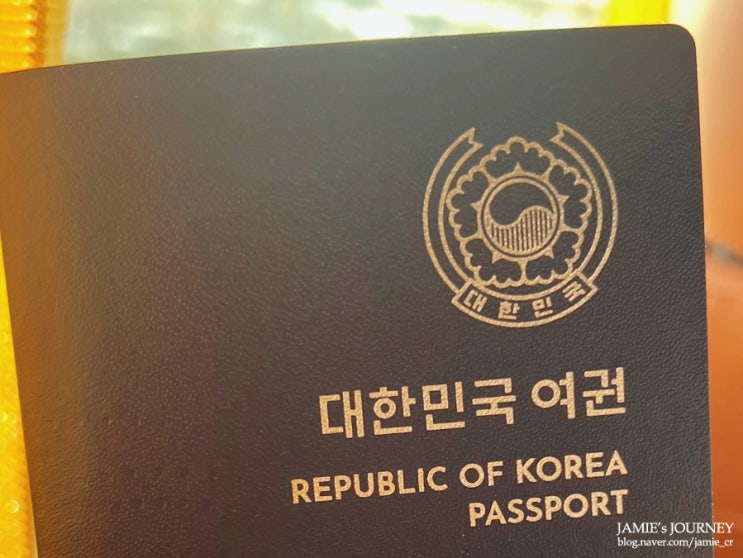 대한민국
대한민국 여권
REPUBLIC OF KOREA
PASSPORT
JAMIE's JOURNEY
blog.naver.com/jamie_cr